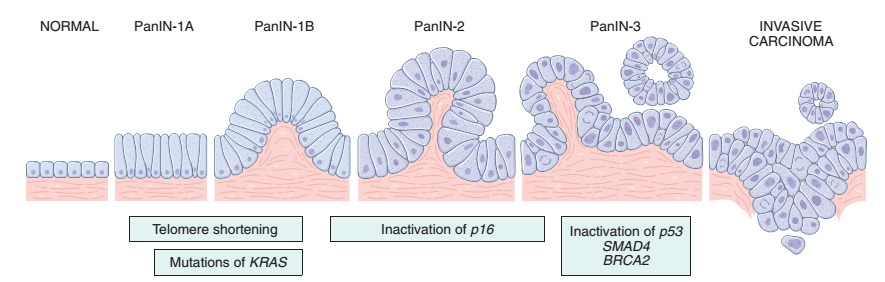 NORMAL
PanIN-1A
PanIN-1B
PanIN-2
PanIN-3
INVASIVE
CARCINOMA
Telomere shortening
Mutations of KRAS
Inactivation of p16
Inactivation of p53
SMAD4
BRCA2